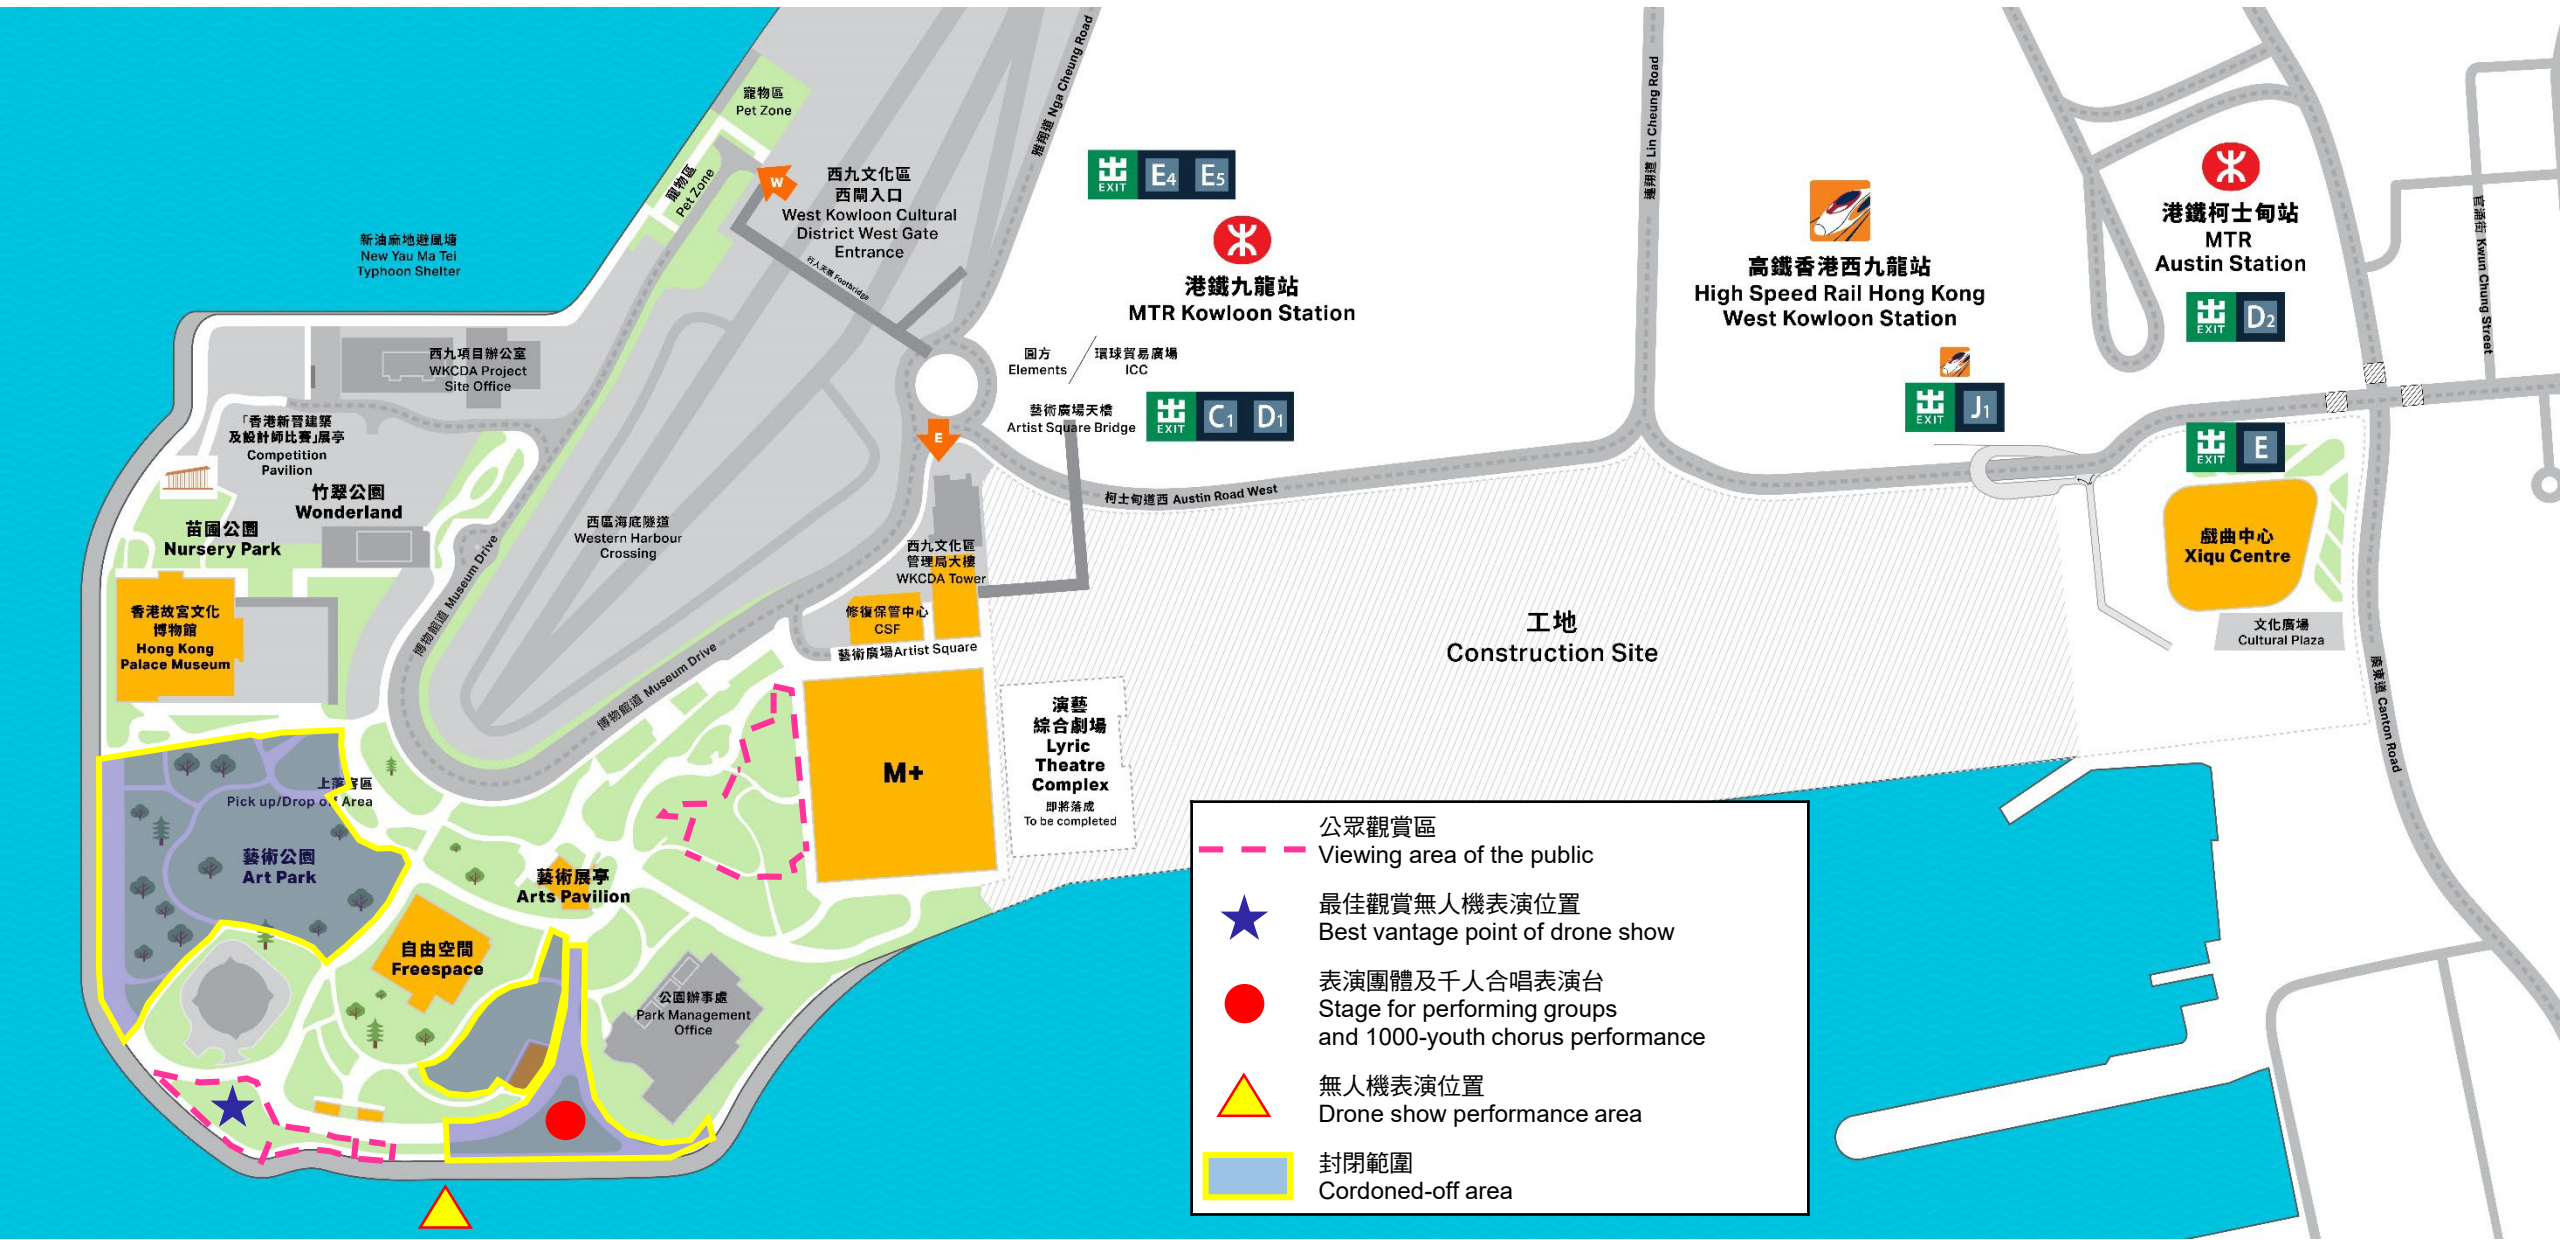 寵物區
Pet Zone
寵物區
Pet Zone
W
西九文化區
西閘入口
West Kowloon Cultural
District West Gate
Entrance
行人天橋 Footbridge
雅翔道 Nga Cheung Road
出 EXIT E4 E5
港鐵九龍站
MTR Kowloon Station
圓方
Elements
環球貿易廣場
ICC
藝術廣場天橋
Artist Square Bridge
出 EXIT C1 D1
連翔道 Lin Cheung Road
高鐵香港西九龍站
High Speed Rail Hong Kong
West Kowloon Station
出 EXIT J1
港鐵柯士甸站
MTR
Austin Station
出 EXIT D2
官涌街 Kwun Chung Street
出 EXIT E
戲曲中心
Xiqu Centre
文化廣場
Cultural Plaza
廣東道 Canton Road
柯士甸道西 Austin Road West
工地
Construction Site
新油麻地避風塘
New Yau Ma Tei
Typhoon Shelter
西九項目辦公室
WKCDA Project
Site Office
「香港新晉建築
及設計師比賽」展亭
Competition
Pavilion
竹翠公園
Wonderland
苗圃公園
Nursery Park
香港故宮文化
博物館
Hong Kong
Palace Museum
博物館道 Museum Drive
西區海底隧道
Western Harbour
Crossing
E
西九文化區
管理局大樓
WKCDA Tower
修復保管中心
CSF
藝術廣場Artist Square
博物館道 Museum Drive
M+
演藝
綜合劇場
Lyric
Theatre
Complex
即將落成
To be completed
上落客區
Pick up/Drop off Area
藝術公園
Art Park
藝術展亭
Arts Pavilion
自由空間
Freespace
公園辦事處
Park Management
Office
公眾觀賞區
Viewing area of the public
最佳觀賞無人機表演位置
Best vantage point of drone show
表演團體及千人合唱表演台
Stage for performing groups
and 1000-youth chorus performance
無人機表演位置
Drone show performance area
封閉範圍
Cordoned-off area